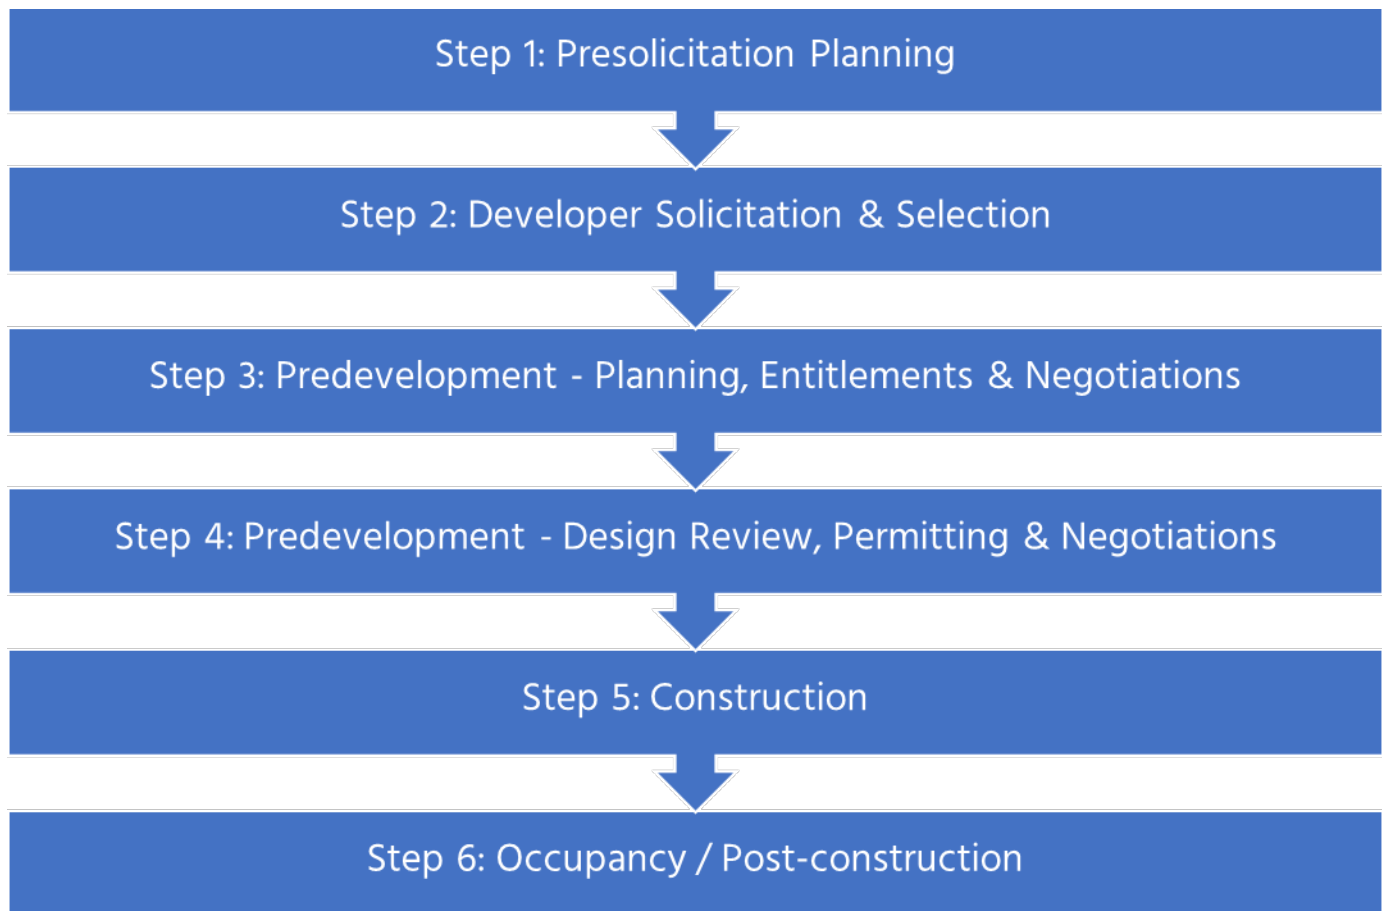 Step 1: Presolicitation Planning
Step 2: Developer Solicitation & Selection
Step 3: Predevelopment - Planning, Entitlements & Negotiations
Step 4: Predevelopment - Design Review, Permitting & Negotiations
Step 5: Construction
Step 6: Occupancy / Post-construction